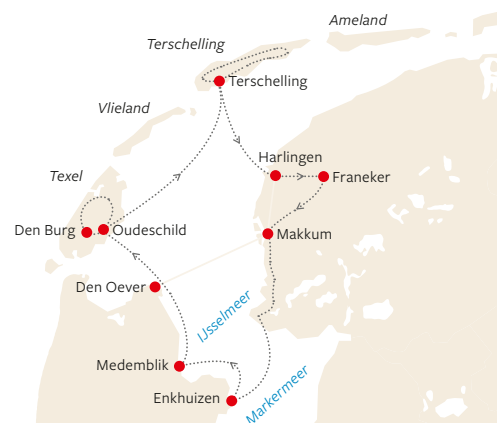 Ameland
Terschelling
Terschelling
Vlieland
Harlingen
Franeker
Texel
Den Burg
Oudeschild
Makkum
Den Oever
IJsselmeer
Medemblik
Enkhuizen
Markermeer